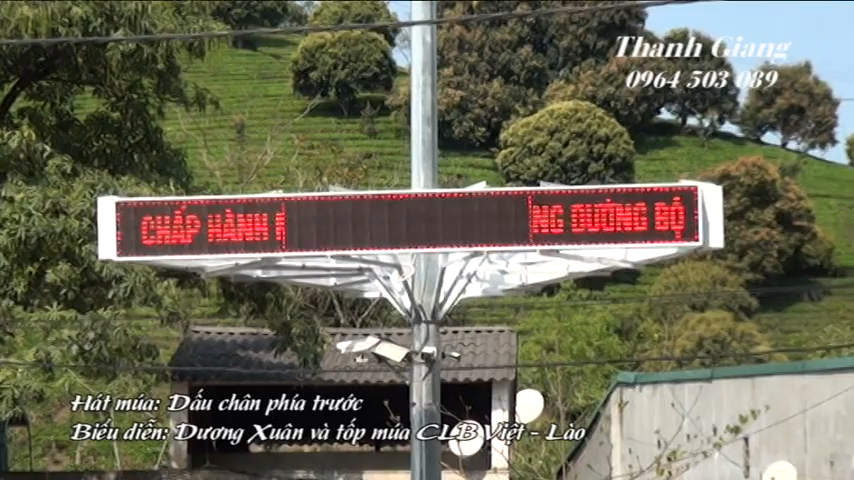 Thanh Giang
0964 503 089
CHẤP HÀNH NG ĐƯỜNG BỘ
Hát múa: Dấu chân phía trước
Biểu diễn: Dương Xuân và tốp múa CLB Việt - Lào